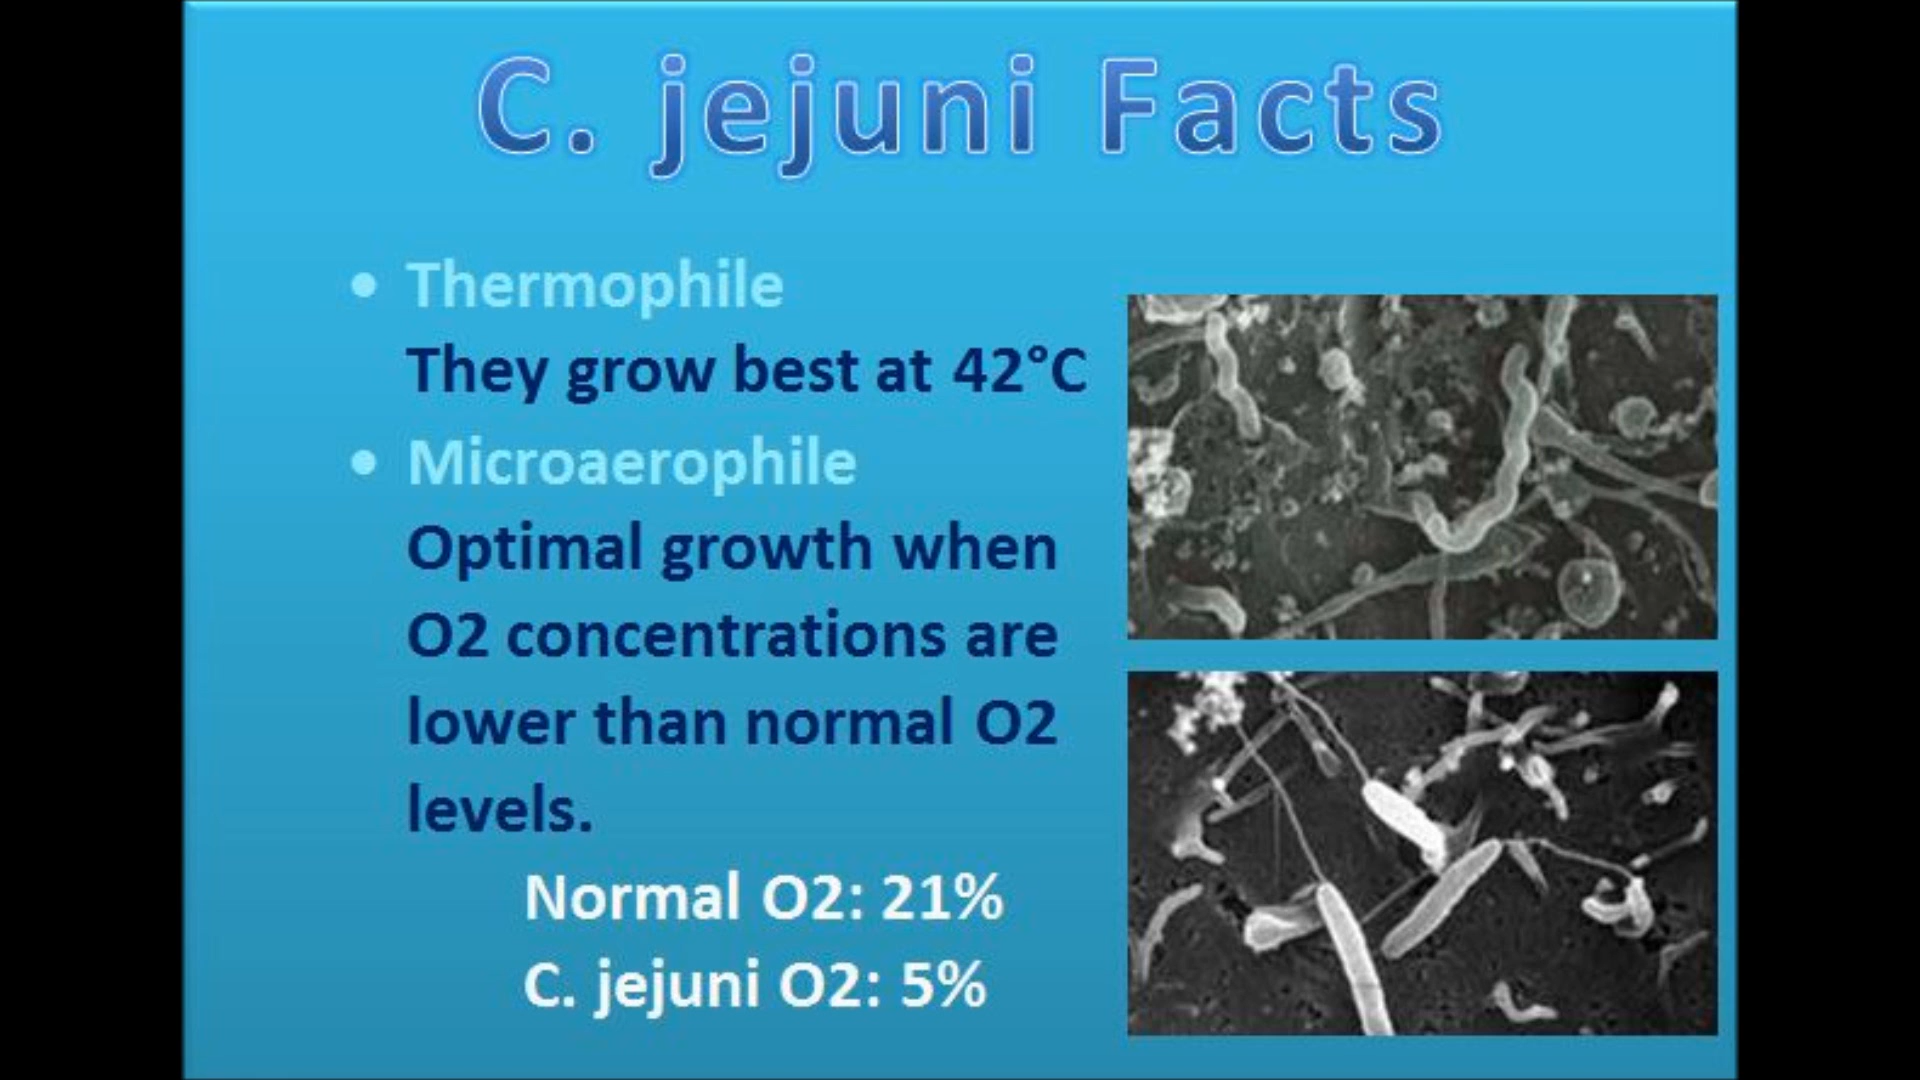 C. jejuni Facts
• Thermophile
They grow best at 42°C
• Microaerophile
Optimal growth when
O2 concentrations are
lower than normal O2
levels.
Normal O2: 21%
C. jejuni O2: 5%